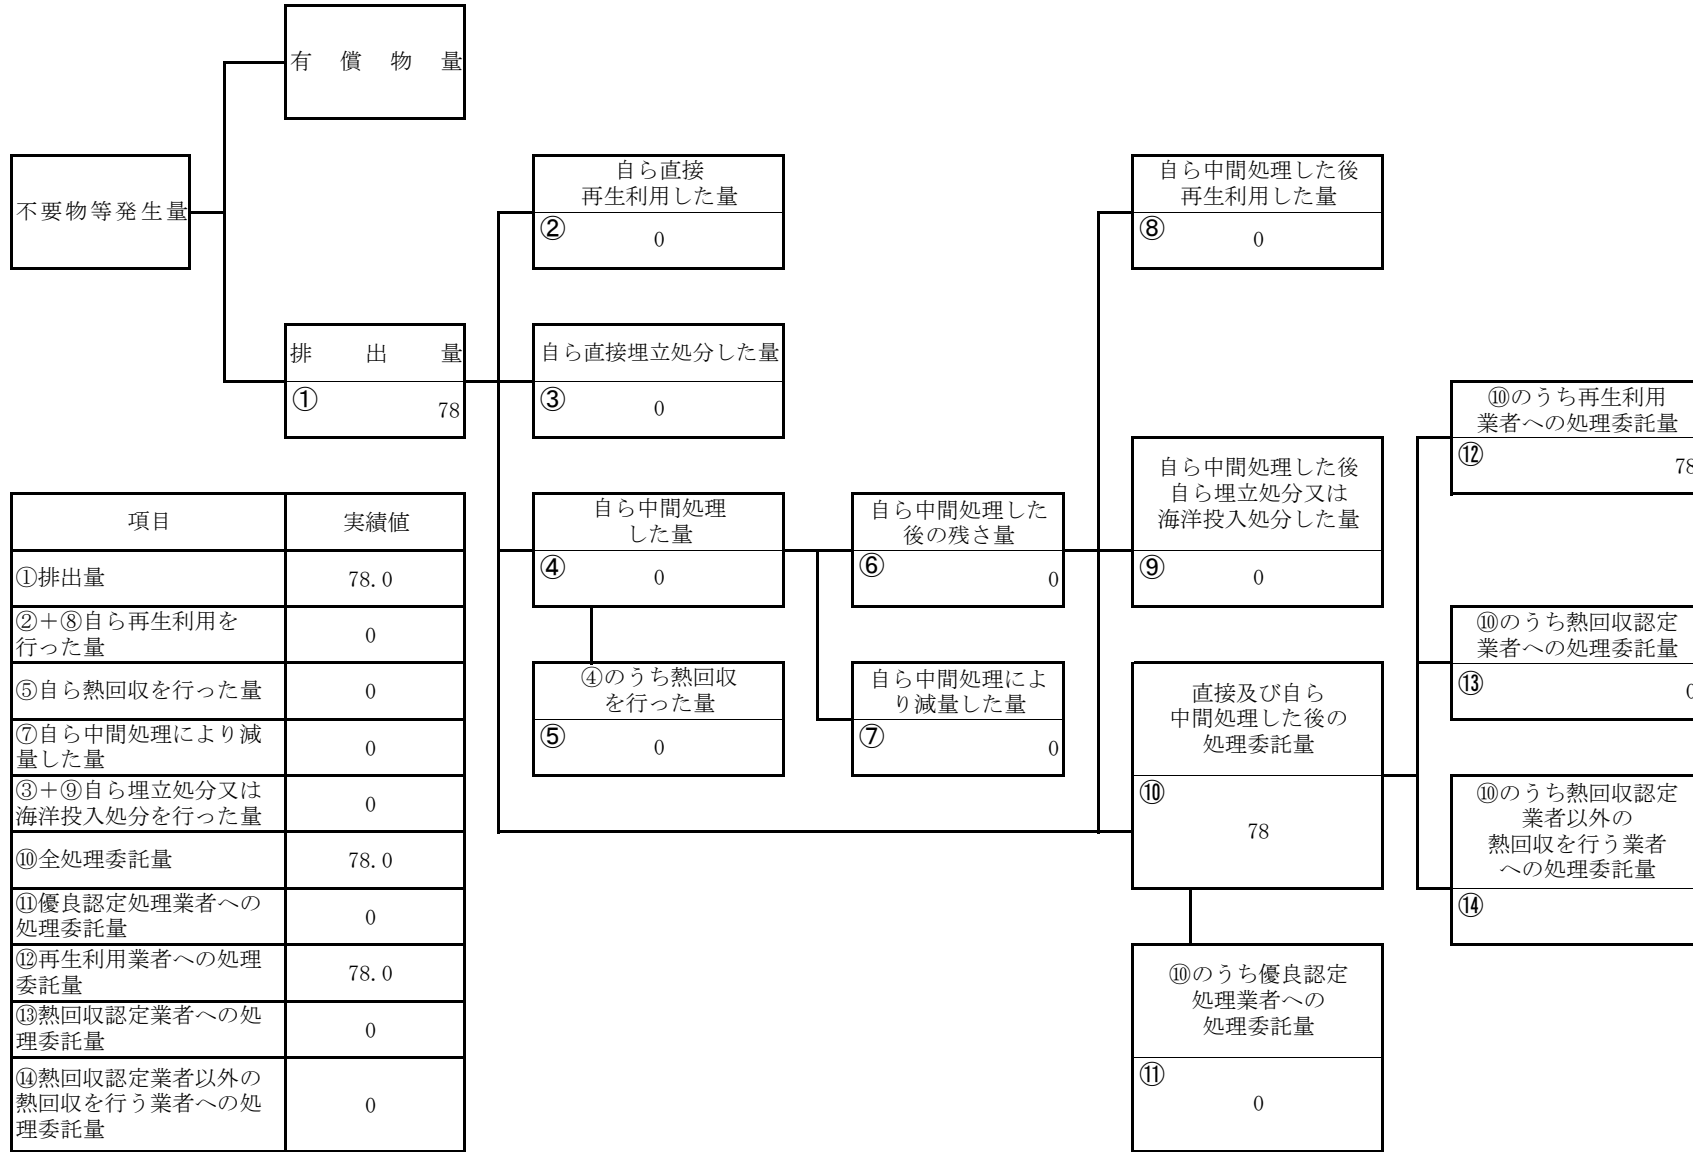 有償物量
不要物等発生量
自ら直接
再生利用した量
②
0
自ら中間処理した後
再生利用した量
⑧
0
排出量
①
78
自ら直接埋立処分した量
③
0
⑩のうち再生利用
業者への処理委託量
⑫
78
自ら中間処理した後
自ら埋立処分又は
海洋投入処分した量
⑨
0
自ら中間処理
した量
④
0
自ら中間処理した
後の残さ量
⑥
0
⑩のうち熱回収認定
業者への処理委託量
⑬
0
④のうち熱回収
を行った量
⑤
0
自ら中間処理によ
り減量した量
⑦
0
直接及び自ら
中間処理した後の
処理委託量
⑩
78
⑩のうち熱回収認定
業者以外の
熱回収を行う業者
への処理委託量
⑭
⑩のうち優良認定
処理業者への
処理委託量
⑪
0
項目 実績値
①排出量 78.0
②＋⑧自ら再生利用を
行った量 0
⑤自ら熱回収を行った量 0
⑦自ら中間処理により減
量した量 0
③＋⑨自ら埋立処分又は
海洋投入処分を行った量 0
⑩全処理委託量 78.0
⑪優良認定処理業者への
処理委託量 0
⑫再生利用業者への処理
委託量 78.0
⑬熱回収認定業者への処
理委託量 0
⑭熱回収認定業者以外の
熱回収を行う業者への処
理委託量 0